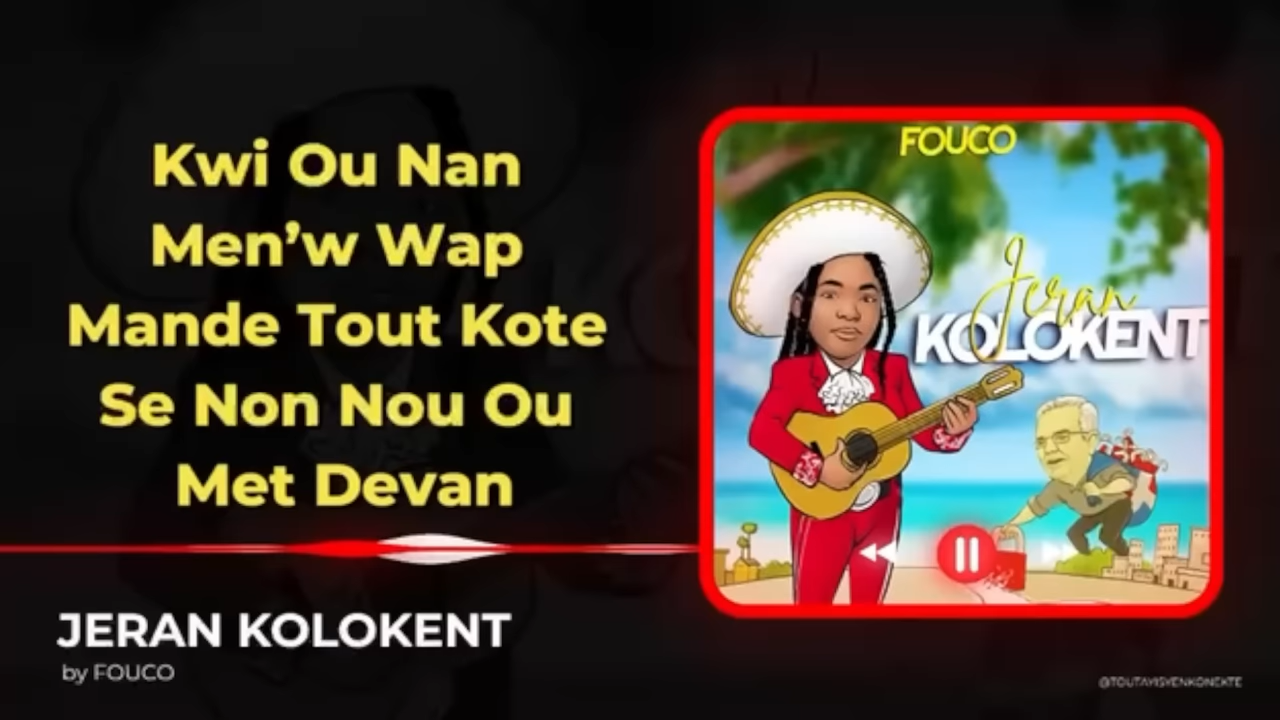 Kwi Ou Nan
Men’w Wap
Mande Tout Kote
Se Non Nou Ou
Met Devan
JERAN KOLOKENT
by FOUCO
FOUCO
Jeran
KOLOKENT
@TOUTAYISYENKONEKTE